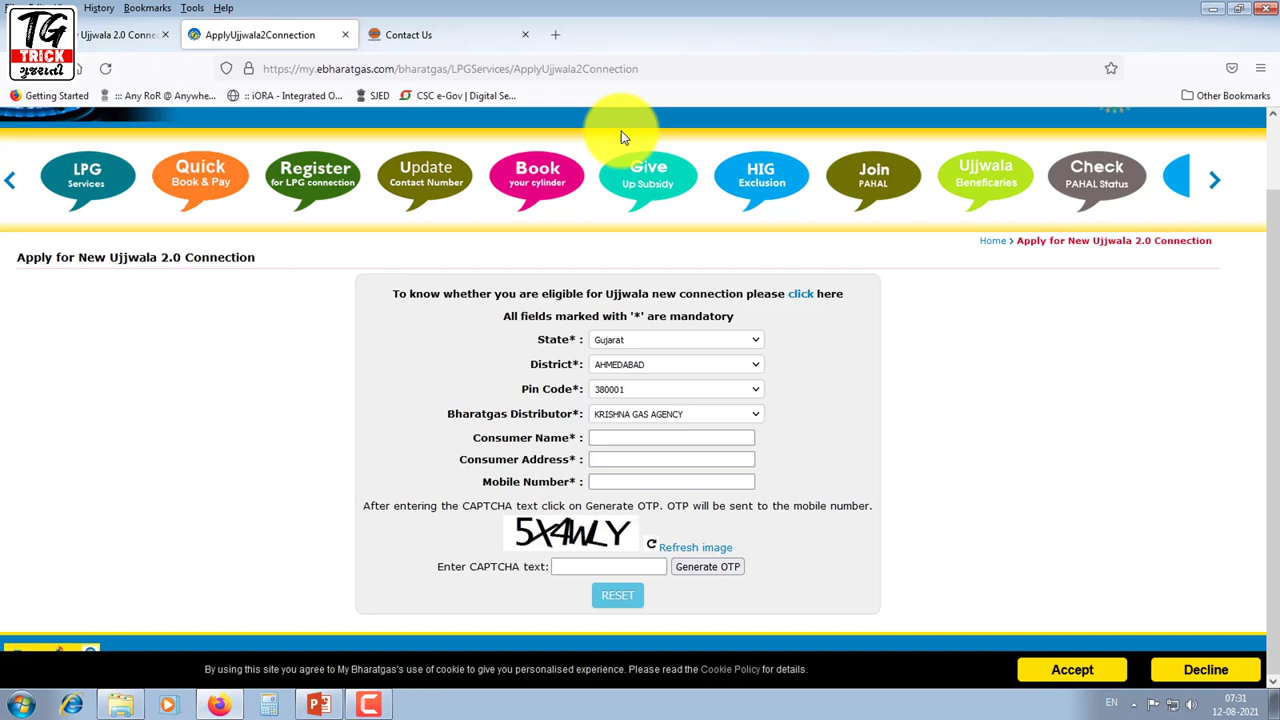 History Bookmarks Tools Help
TG
TRICK
ગુજરાતી
Ujjwala 2.0 Connec
ApplyUjjwala2Connection
Contact Us
https://my.ebharatgas.com/bharatgas/LPGServices/ApplyUjjwala2Connection
Getting Started
::: Any RoR @ Anywhe...
:: iORA - Integrated O...
SJED
CSC e-Gov | Digital Se...
Other Bookmarks
LPG
Services
Quick
Book & Pay
Register
for LPG connection
Update
Contact Number
Book
your cylinder
Give
Up Subsidy
HIG
Exclusion
Join
PAHAL
Ujjwala
Beneficaries
Check
PAHAL Status
Home > Apply for New Ujjwala 2.0 Connection
Apply for New Ujjwala 2.0 Connection
To know whether you are eligible for Ujjwala new connection please click here
All fields marked with '*' are mandatory
State* : Gujarat
District*: AHMEDABAD
Pin Code*: 380001
Bharatgas Distributor*: KRISHNA GAS AGENCY
Consumer Name* :
Consumer Address* :
Mobile Number* :
After entering the CAPTCHA text click on Generate OTP. OTP will be sent to the mobile number.
5X4WLY
Refresh image
Enter CAPTCHA text: Generate OTP
RESET
By using this site you agree to My Bharatgas's use of cookie to give you personalised experience. Please read the Cookie Policy for details.
Accept
Decline
EN
07:31
12-08-2021